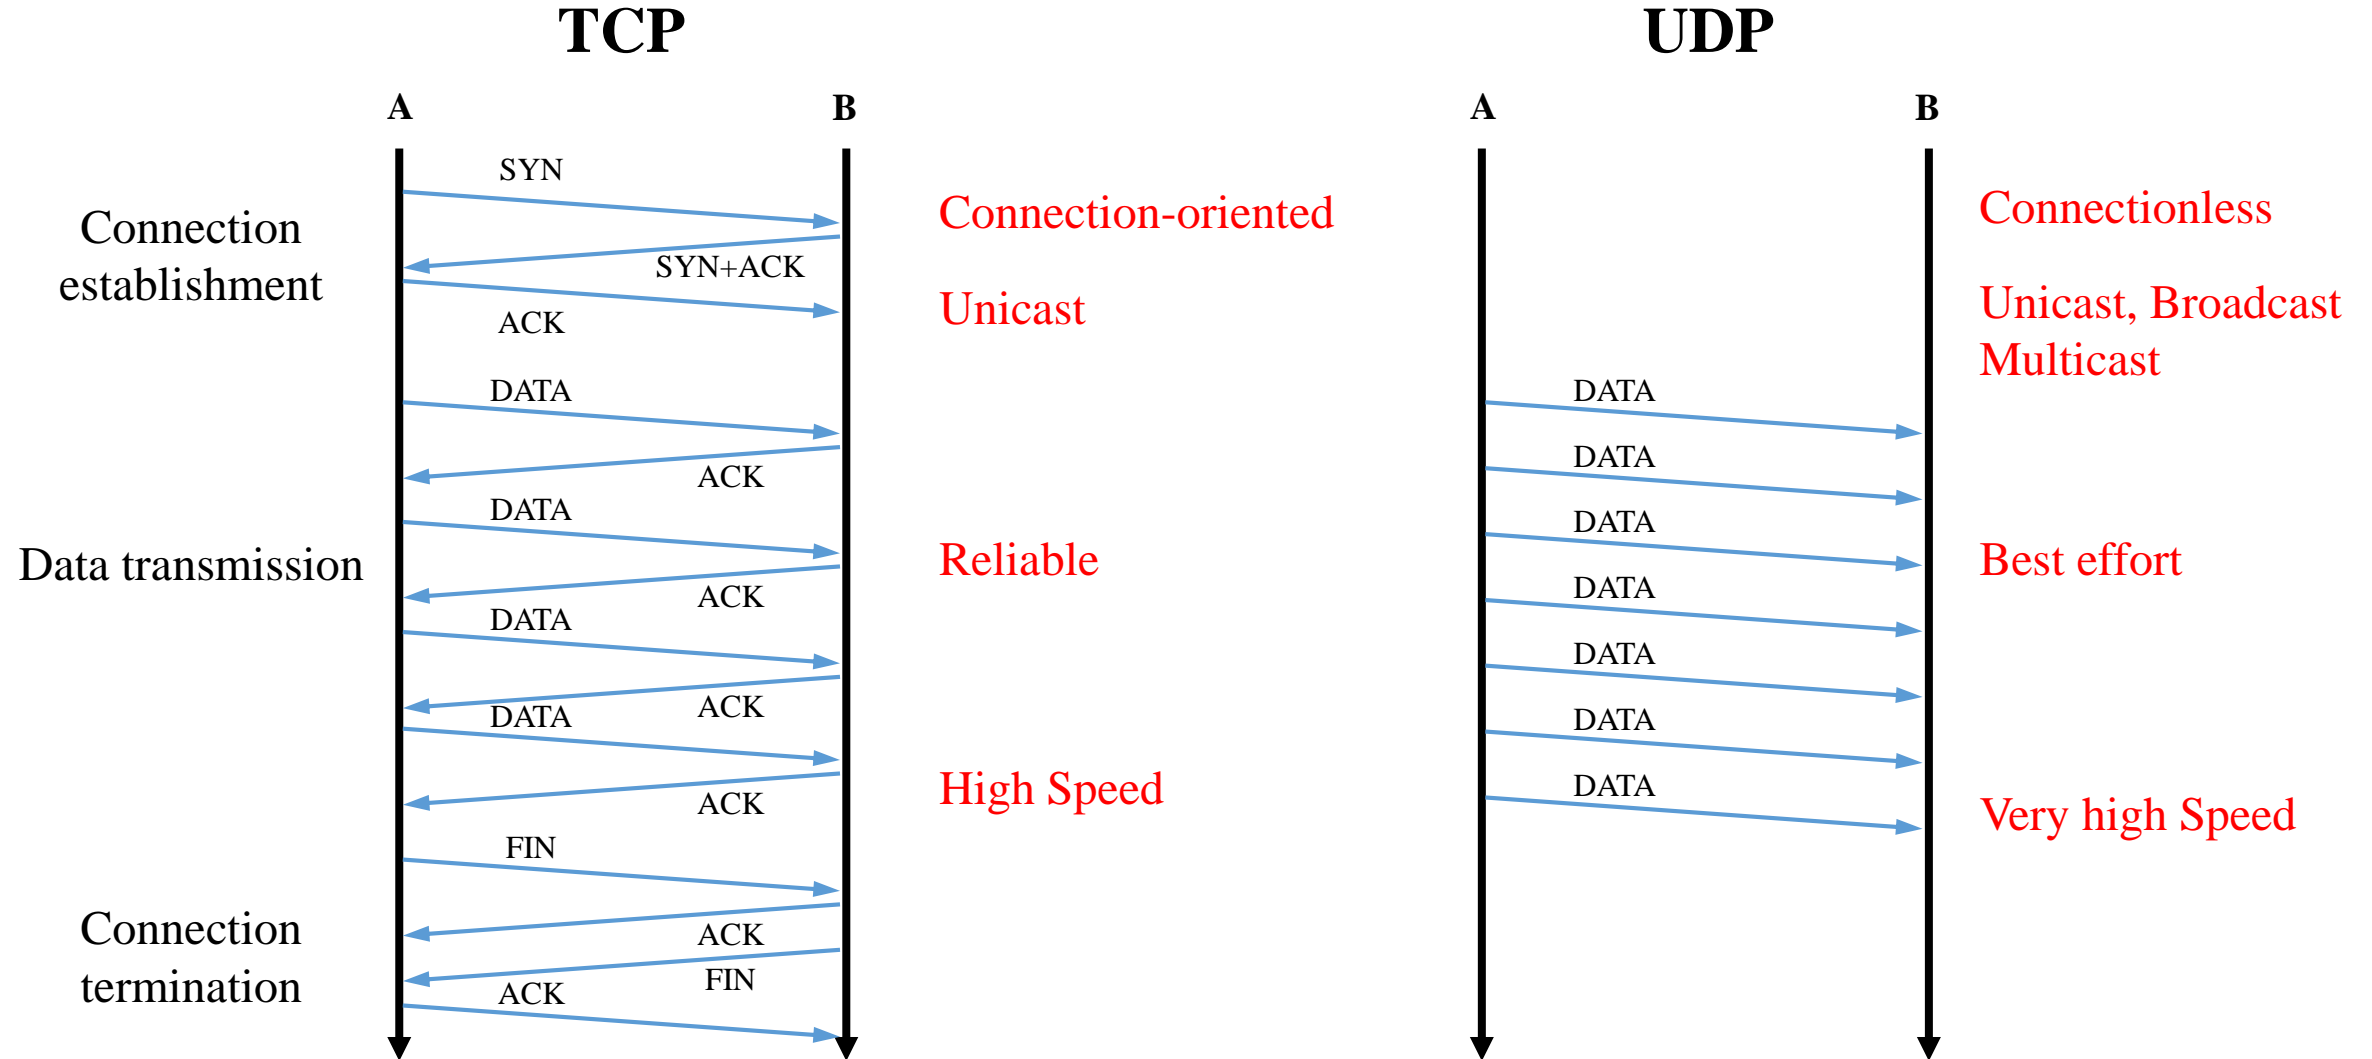 TCP
UDP
A
B
A
B
SYN
Connection
establishment
SYN+ACK
ACK
Connection-oriented
Unicast
Connectionless
Unicast, Broadcast
Multicast
DATA
ACK
DATA
Data transmission
ACK
DATA
ACK
DATA
ACK
Reliable
High Speed
DATA
DATA
DATA
DATA
DATA
DATA
DATA
Best effort
Very high Speed
FIN
Connection
termination
ACK
FIN
ACK